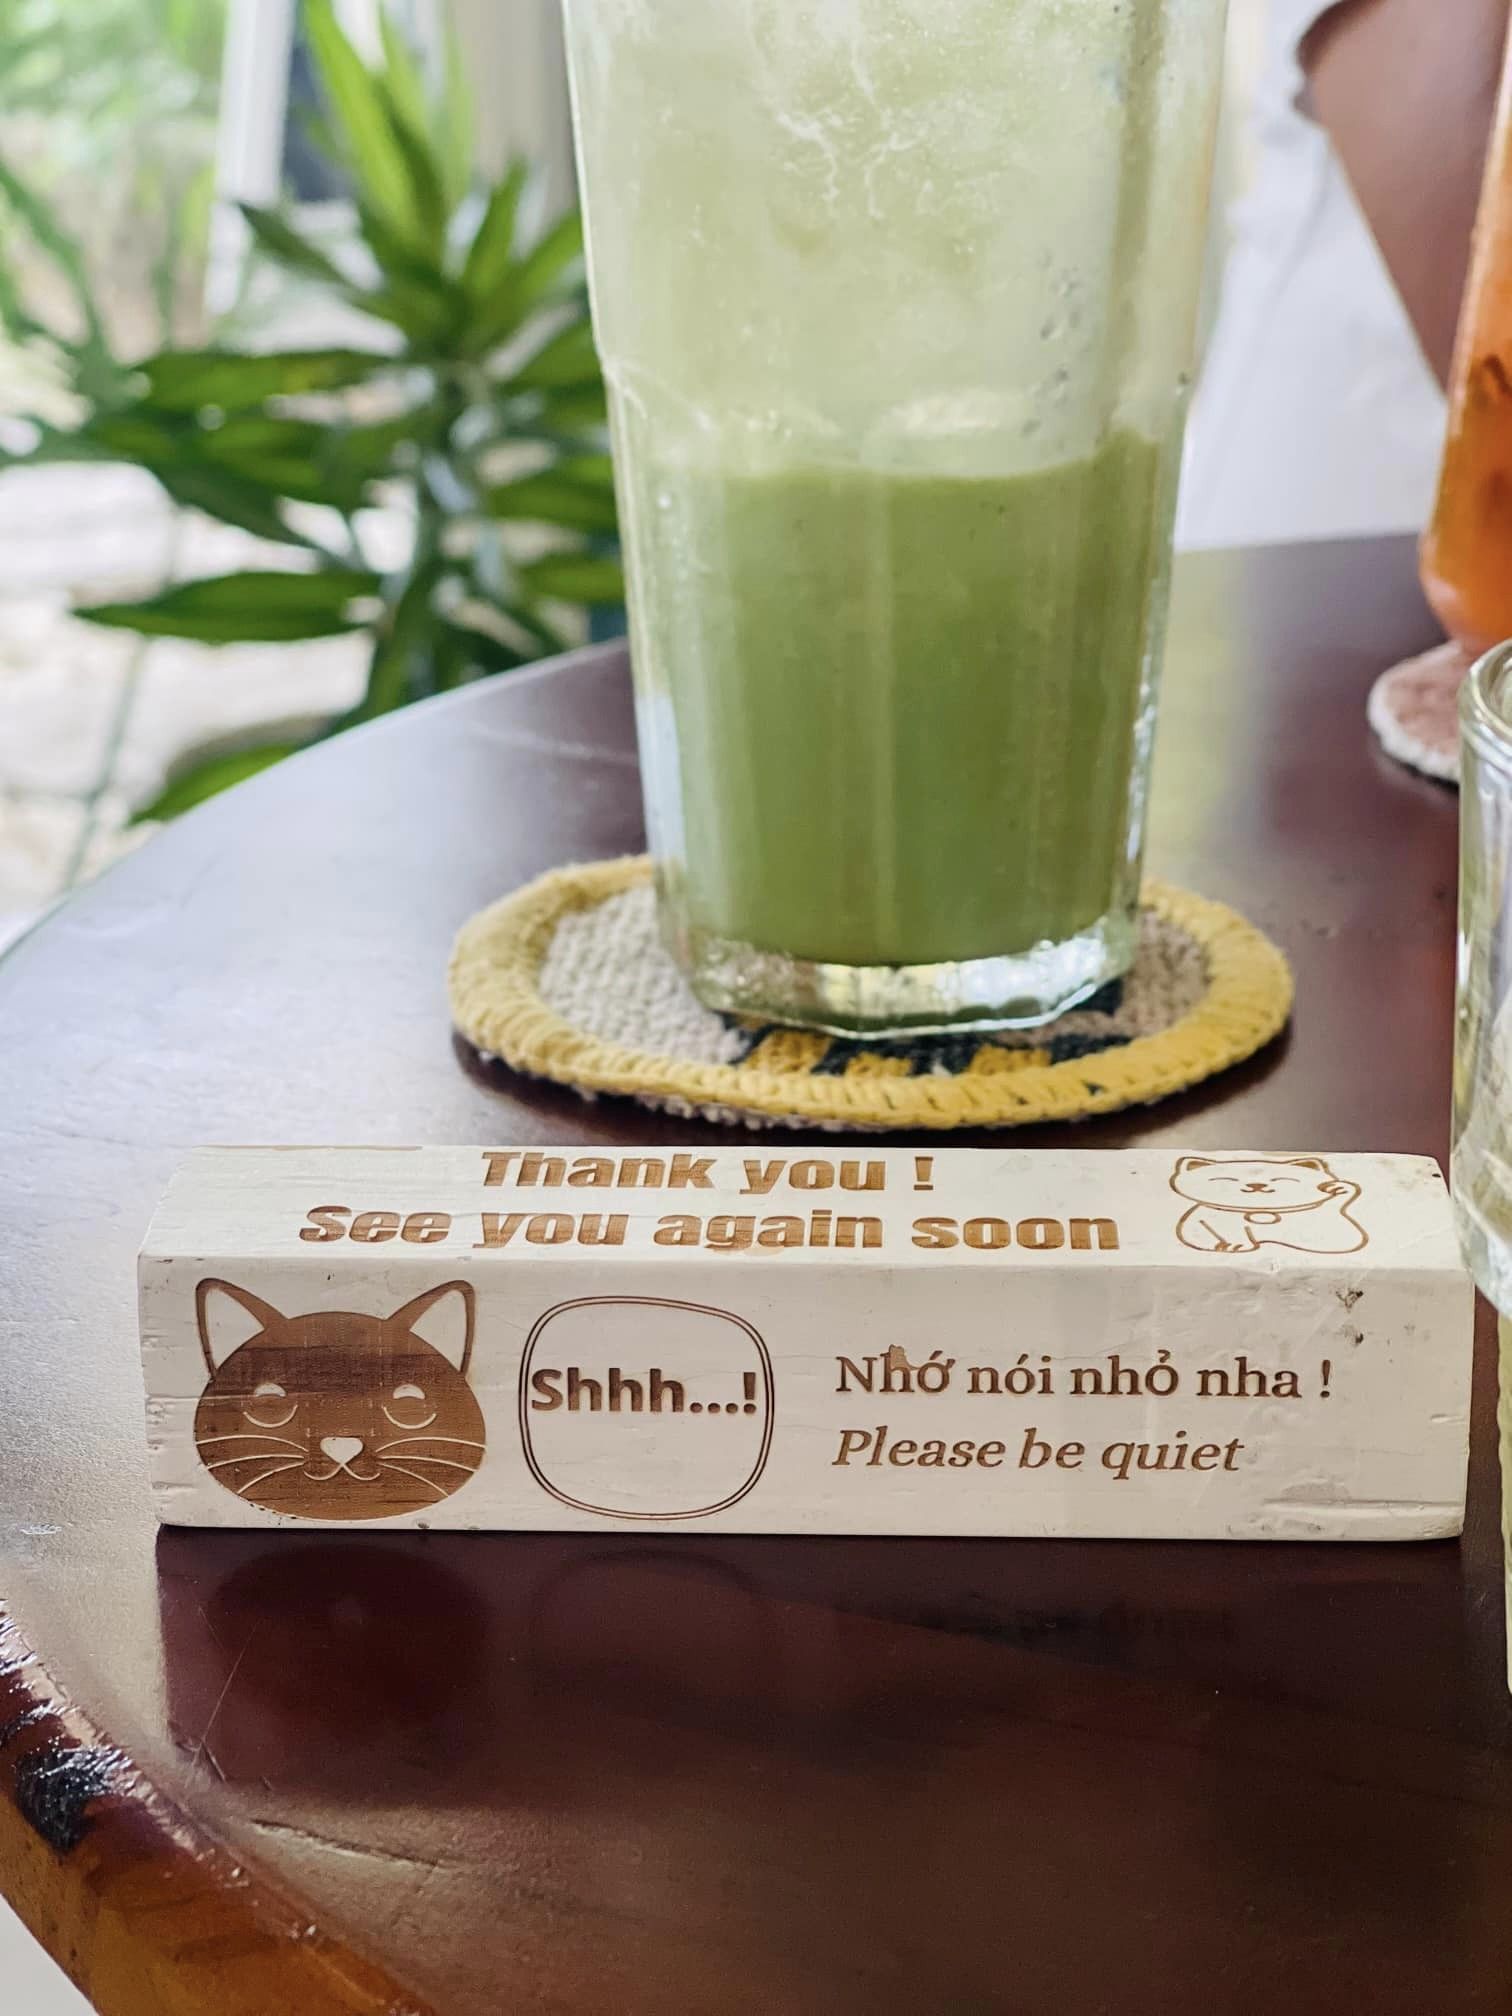 Thank you !
See you again soon
Shhh...!
Nhớ nói nhỏ nha !
Please be quiet